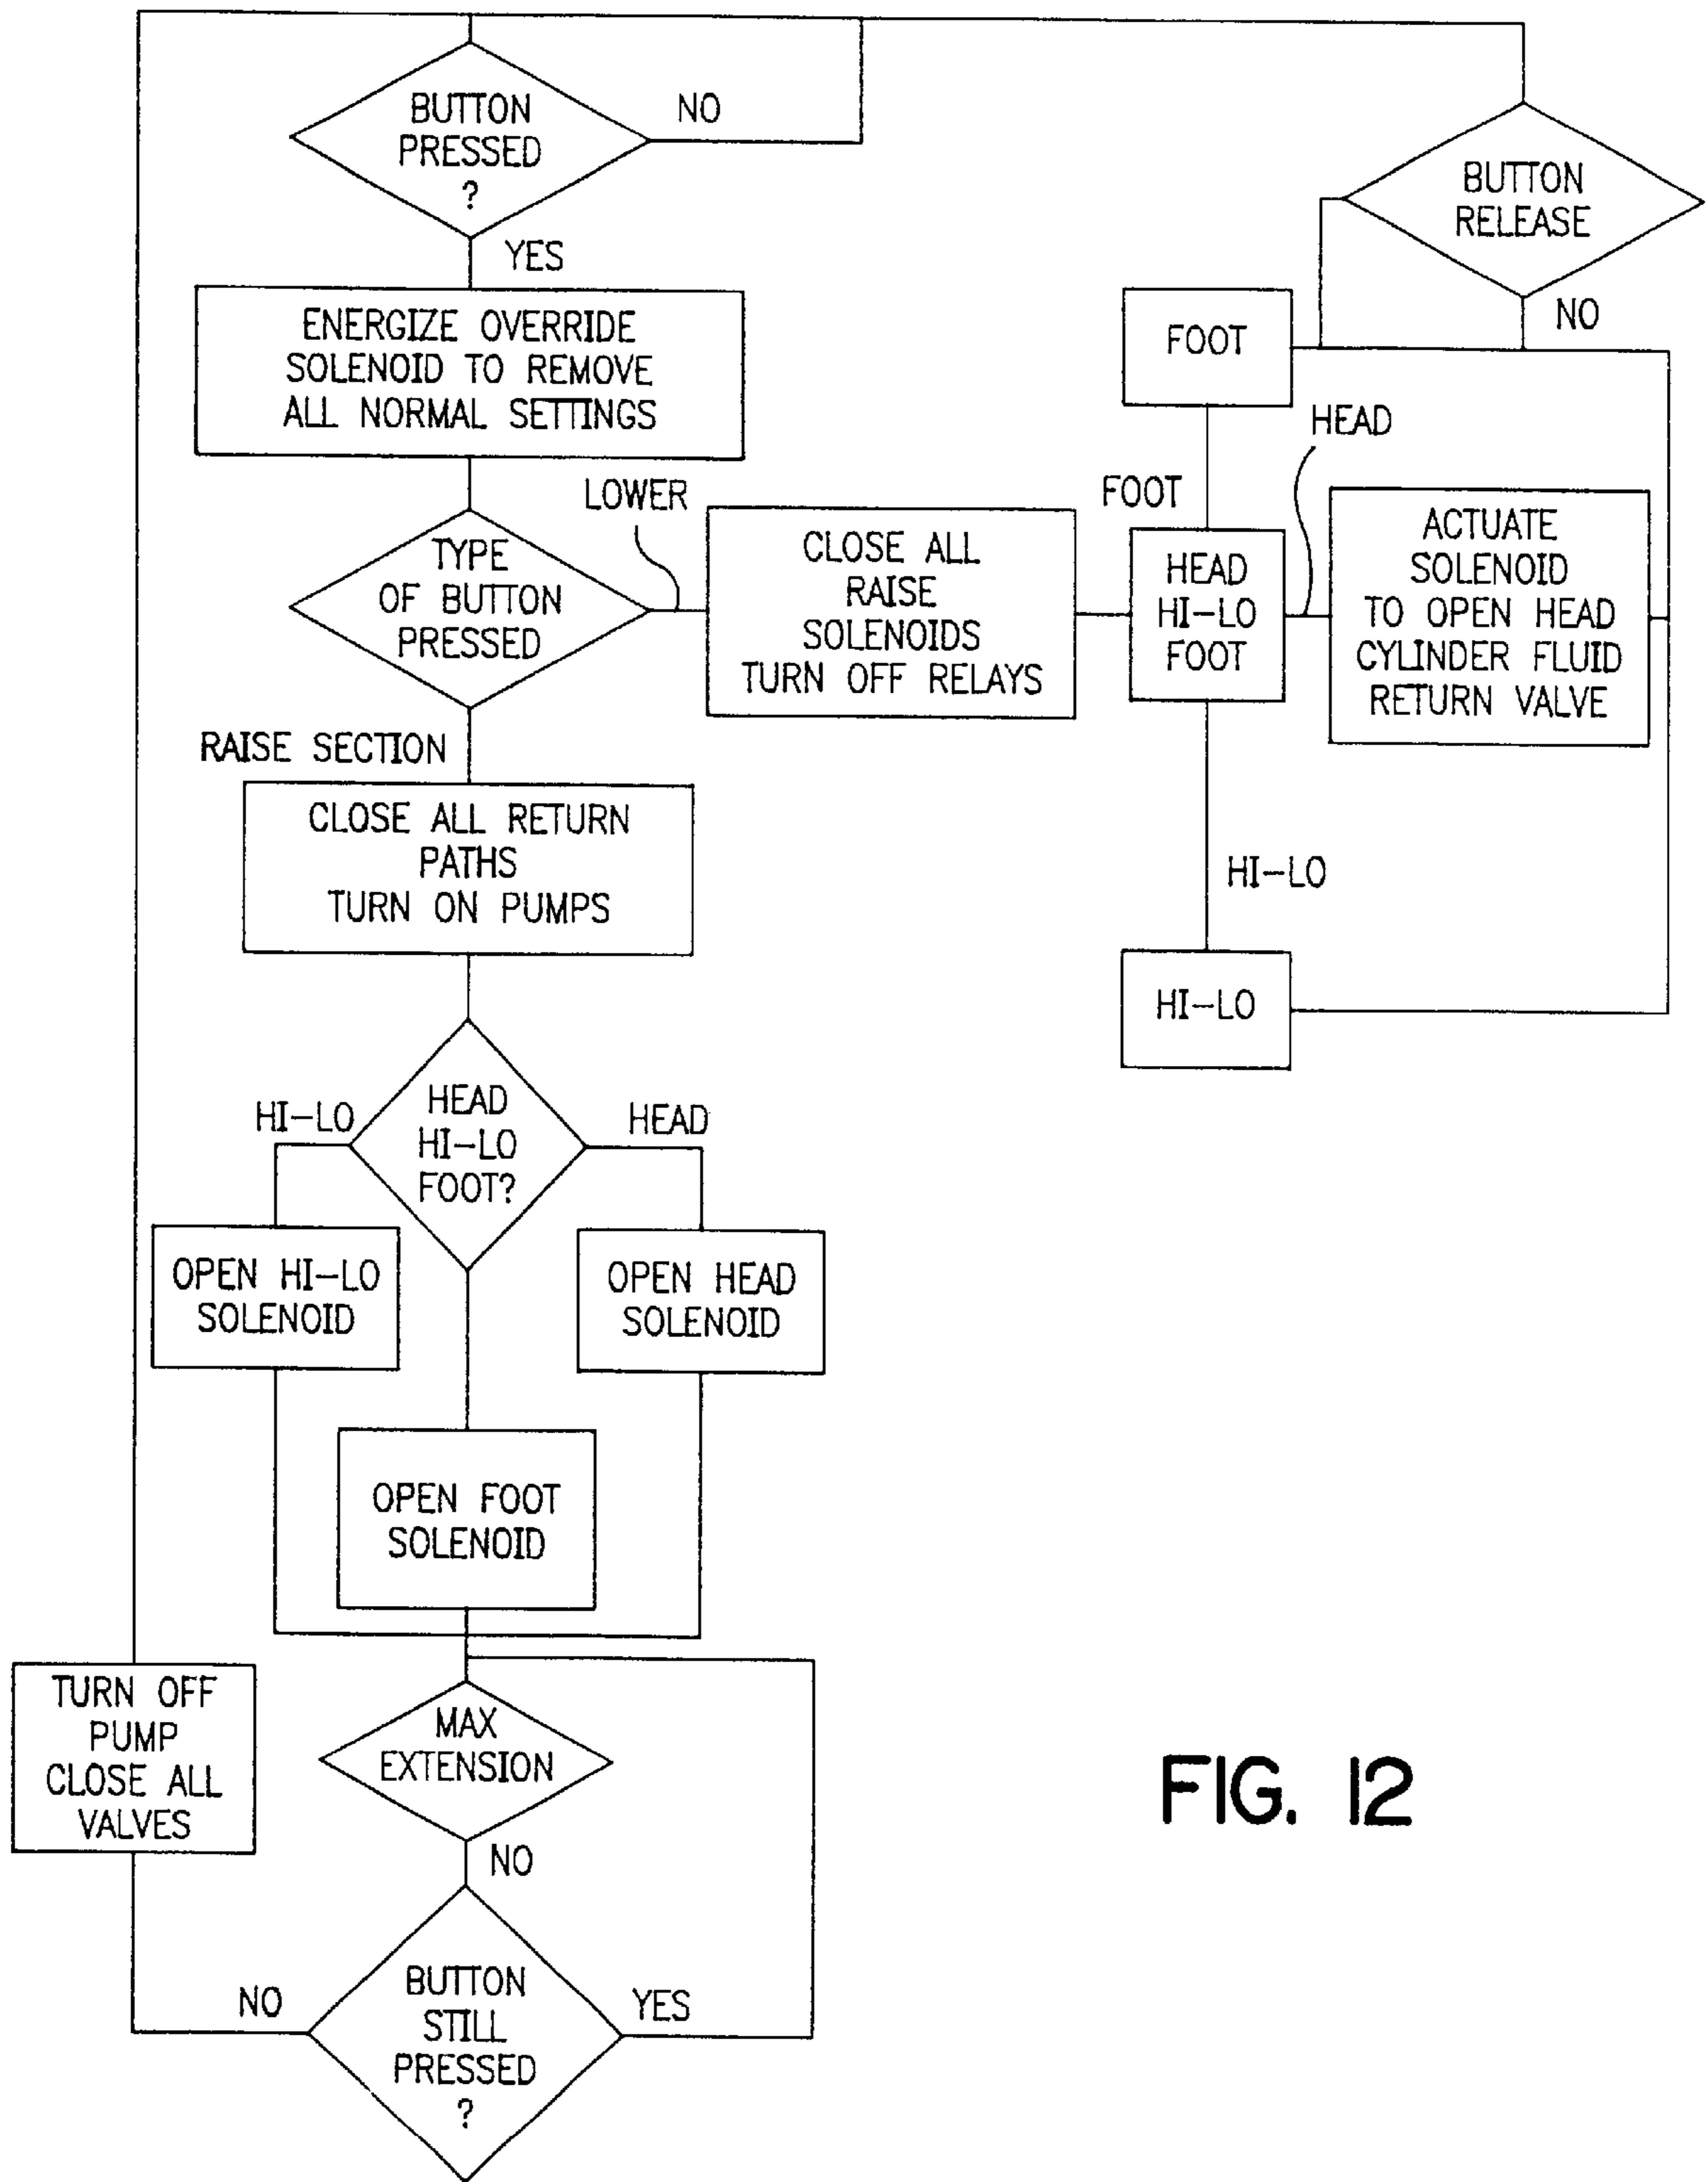 BUTTON
PRESSED
?
NO
YES
BUTTON
RELEASE
NO
ENERGIZE OVERRIDE
SOLENOID TO REMOVE
ALL NORMAL SETTINGS
FOOT
HEAD
LOWER
FOOT
TYPE
OF BUTTON
PRESSED
CLOSE ALL
RAISE
SOLENOIDS
TURN OFF RELAYS
HEAD
HI-LO
FOOT
ACTUATE
SOLENOID
TO OPEN HEAD
CYLINDER FLUID
RETURN VALVE
RAISE SECTION
CLOSE ALL RETURN
PATHS
TURN ON PUMPS
HI-LO
HI-LO
HI-LO
HEAD
HI-LO
FOOT?
HEAD
OPEN HI-LO
SOLENOID
OPEN HEAD
SOLENOID
OPEN FOOT
SOLENOID
TURN OFF
PUMP
CLOSE ALL
VALVES
MAX
EXTENSION
NO
NO
BUTTON
STILL
PRESSED
?
YES
FIG. 12